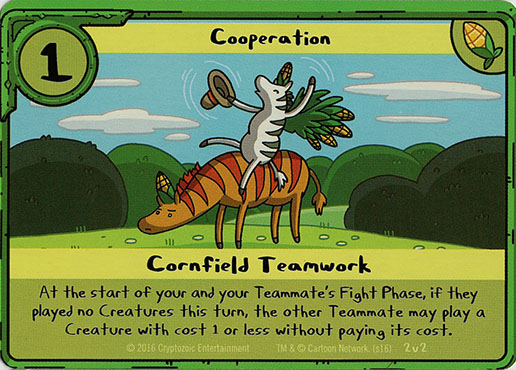 1
Cooperation
Cornfield Teamwork
At the start of your and your Teammate's Fight Phase, if they
played no Creatures this turn, the other Teammate may play a
Creature with cost 1 or less without paying its cost.
© 2016 Cryptozoic Entertainment TM & © Cartoon Network. (s16) 2v2